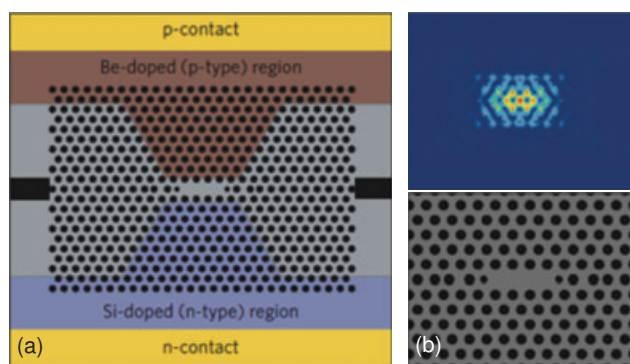 p-contact
Be-doped (p-type) region
Si-doped (n-type) region
(a)
n-contact
(b)